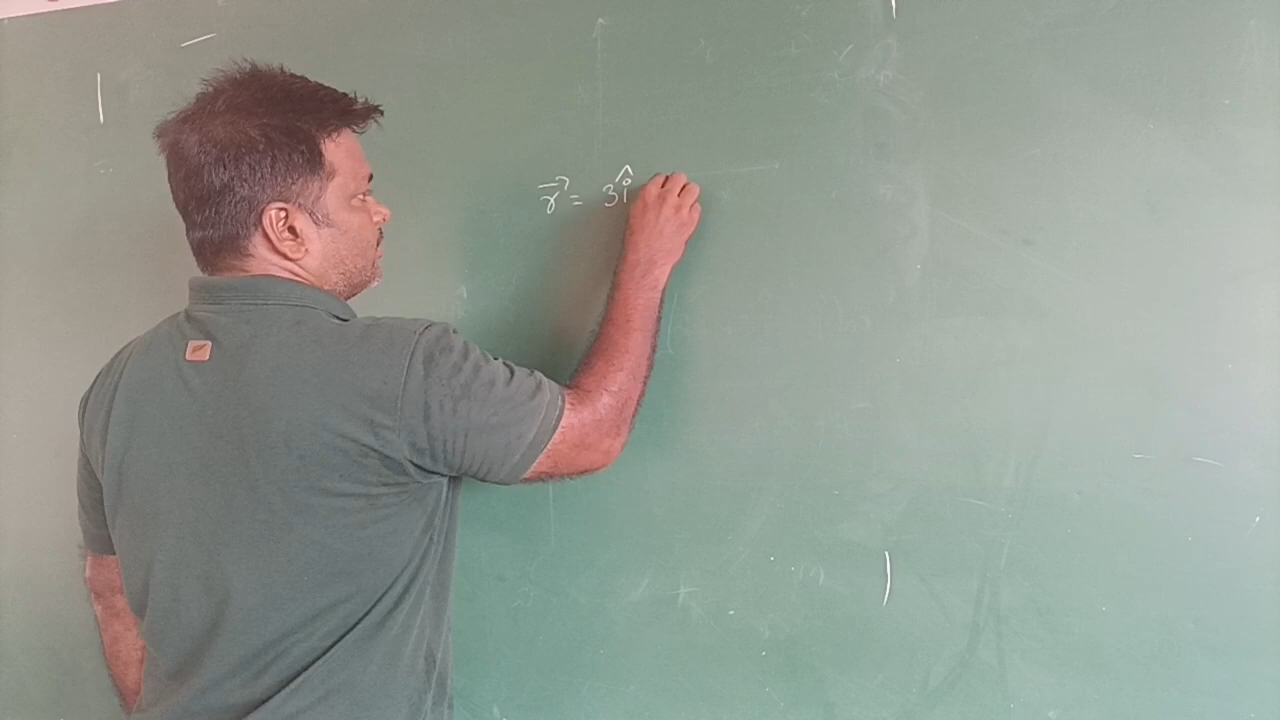 r⃗ = 3î